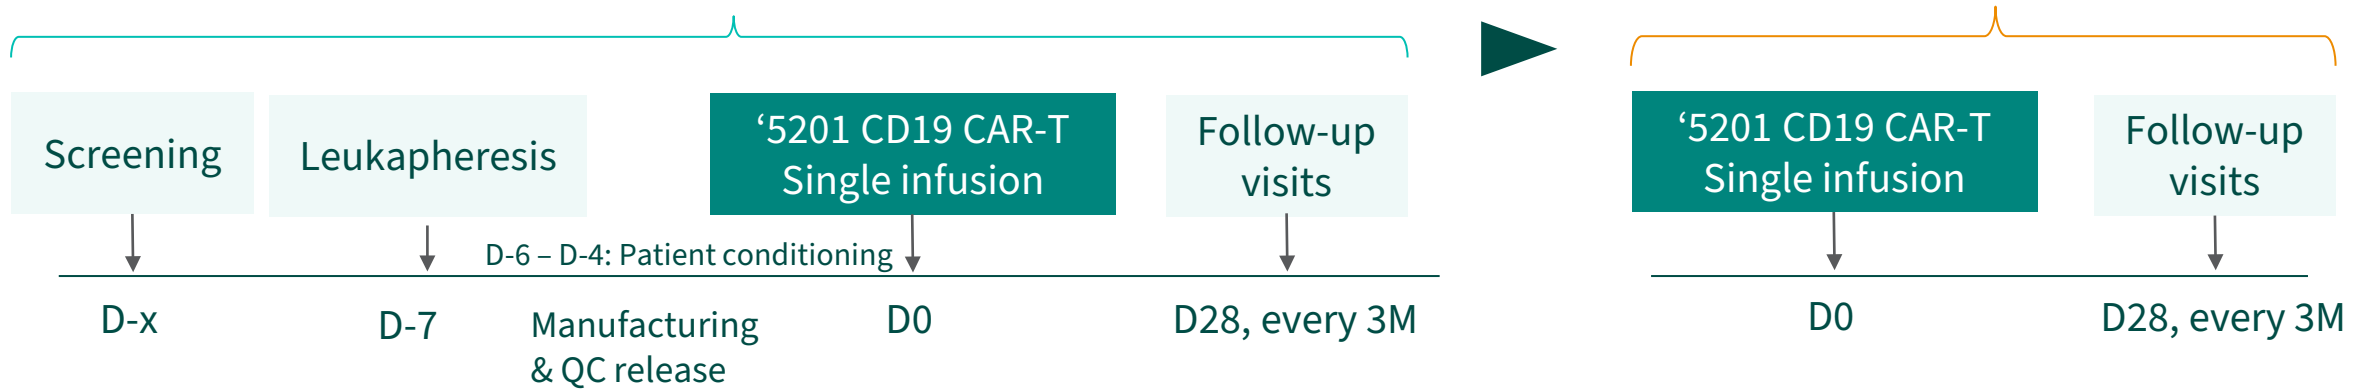 Screening
Leukapheresis
‘5201 CD19 CAR-T
Single infusion
Follow-up
visits
D-6 – D-4: Patient conditioning
D-x
D-7
Manufacturing
& QC release
D0
D28, every 3M
‘5201 CD19 CAR-T
Single infusion
Follow-up
visits
D0
D28, every 3M